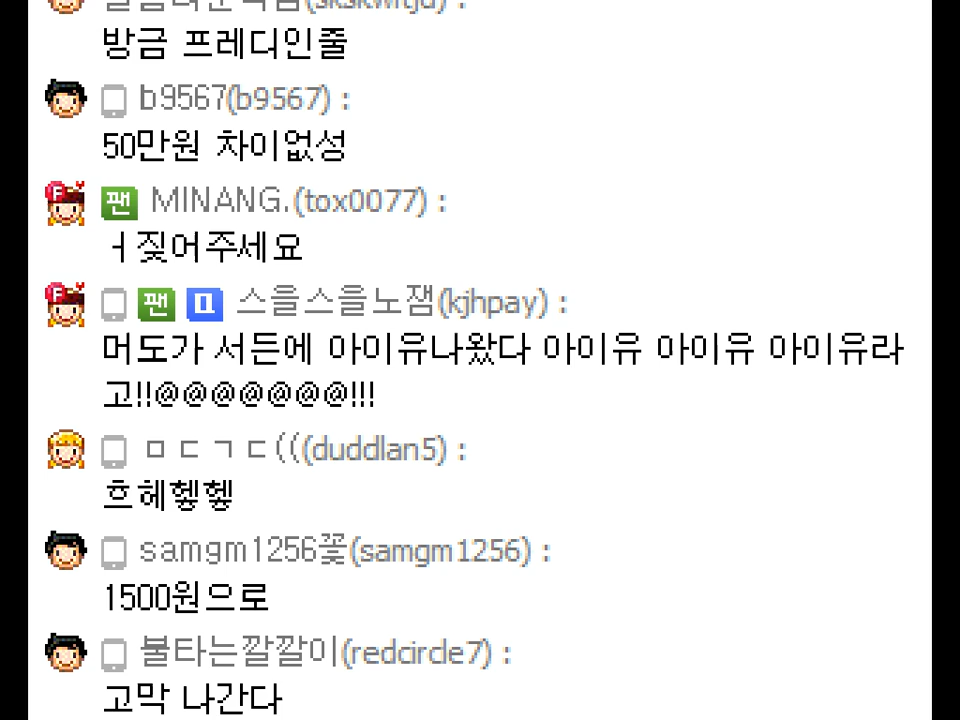 방금 프레디인줄
b9567(b9567) :
50만원 차이없성
팬 MINANG.(tox0077) :
ㅓ짖어주세요
팬 스을스을노잼(kjhpay) :
머도가 서든에 아이유나왔다 아이유 아이유 아이유라
고!!@@@@@@@!!!
ㅁㄷㄱㄷ(((duddlan5) :
흐헤헿헿
samgm1256꽃(samgm1256) :
1500원으로
불타는깔깔이(redcircle7) :
고막 나간다